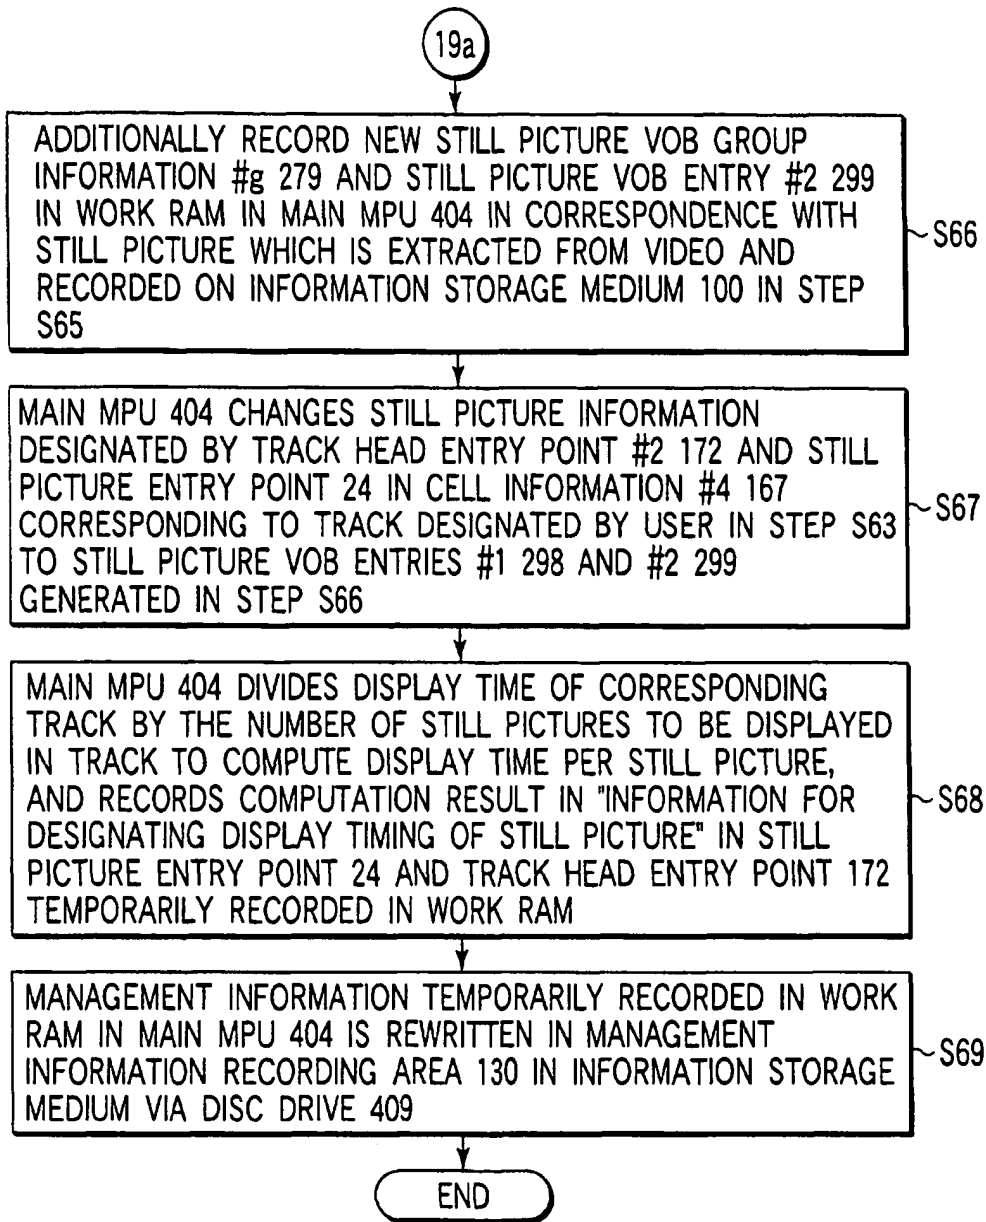 19a
ADDITIONALLY RECORD NEW STILL PICTURE VOB GROUP
INFORMATION #g 279 AND STILL PICTURE VOB ENTRY #2 299
IN WORK RAM IN MAIN MPU 404 IN CORRESPONDENCE WITH
STILL PICTURE WHICH IS EXTRACTED FROM VIDEO AND
RECORDED ON INFORMATION STORAGE MEDIUM 100 IN STEP
S65
S66
MAIN MPU 404 CHANGES STILL PICTURE INFORMATION
DESIGNATED BY TRACK HEAD ENTRY POINT #2 172 AND STILL
PICTURE ENTRY POINT 24 IN CELL INFORMATION #4 167
CORRESPONDING TO TRACK DESIGNATED BY USER IN STEP S63
TO STILL PICTURE VOB ENTRIES #1 298 AND #2 299
GENERATED IN STEP S66
S67
MAIN MPU 404 DIVIDES DISPLAY TIME OF CORRESPONDING
TRACK BY THE NUMBER OF STILL PICTURES TO BE DISPLAYED
IN TRACK TO COMPUTE DISPLAY TIME PER STILL PICTURE,
AND RECORDS COMPUTATION RESULT IN "INFORMATION FOR
DESIGNATING DISPLAY TIMING OF STILL PICTURE" IN STILL
PICTURE ENTRY POINT 24 AND TRACK HEAD ENTRY POINT 172
TEMPORARILY RECORDED IN WORK RAM
S68
MANAGEMENT INFORMATION TEMPORARILY RECORDED IN WORK
RAM IN MAIN MPU 404 IS REWRITTEN IN MANAGEMENT
INFORMATION RECORDING AREA 130 IN INFORMATION STORAGE
MEDIUM VIA DISC DRIVE 409
S69
END